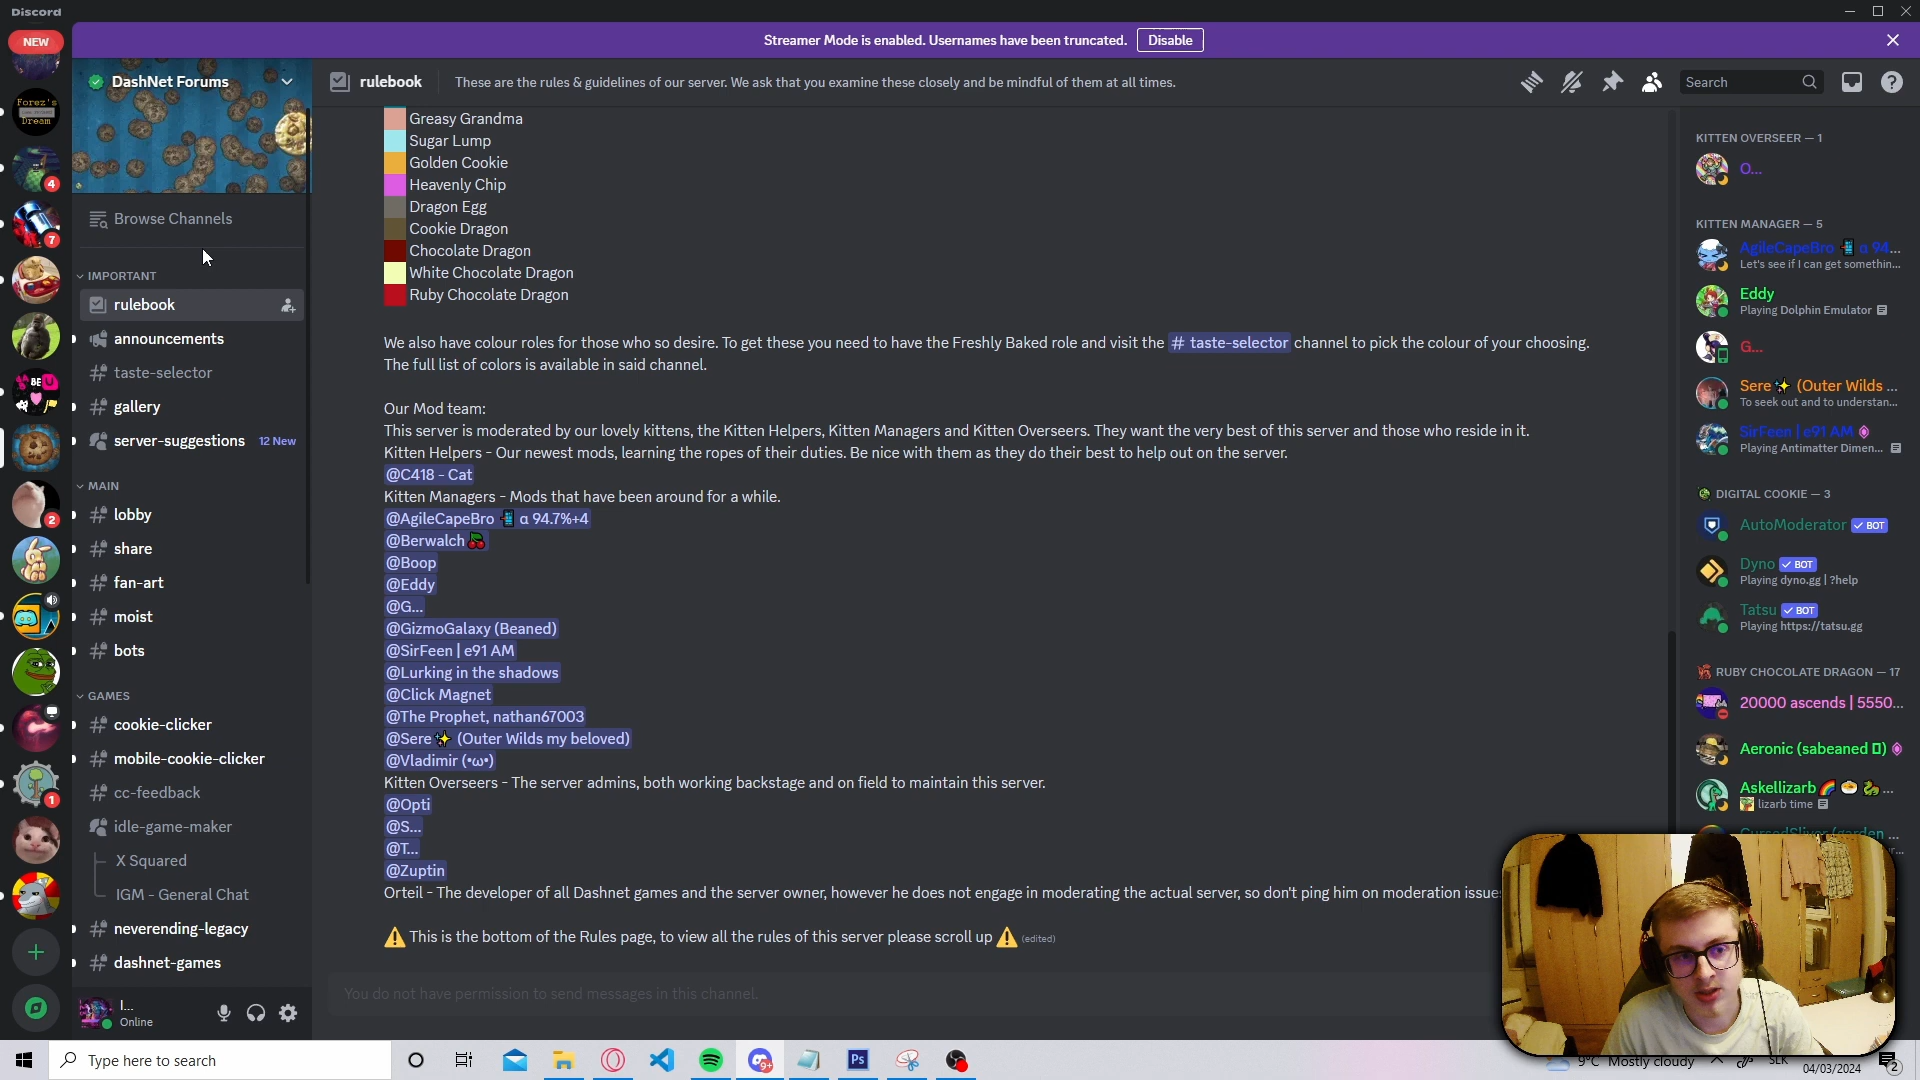 Discord
Streamer Mode is enabled. Usernames have been truncated. Disable
NEW
Forez's
Dream
4
7
BE U
2
1
DashNet Forums
Browse Channels
IMPORTANT
rulebook
announcements
taste-selector
gallery
server-suggestions 12 New
MAIN
lobby
share
fan-art
moist
bots
GAMES
cookie-clicker
mobile-cookie-clicker
cc-feedback
idle-game-maker
X Squared
IGM - General Chat
neverending-legacy
dashnet-games
I...
Online
rulebook These are the rules & guidelines of our server. We ask that you examine these closely and be mindful of them at all times.
Search
Greasy Grandma
Sugar Lump
Golden Cookie
Heavenly Chip
Dragon Egg
Cookie Dragon
Chocolate Dragon
White Chocolate Dragon
Ruby Chocolate Dragon
We also have colour roles for those who so desire. To get these you need to have the Freshly Baked role and visit the # taste-selector channel to pick the colour of your choosing.
The full list of colors is available in said channel.
Our Mod team:
This server is moderated by our lovely kittens, the Kitten Helpers, Kitten Managers and Kitten Overseers. They want the very best of this server and those who reside in it.
Kitten Helpers - Our newest mods, learning the ropes of their duties. Be nice with them as they do their best to help out on the server.
@C418 - Cat
Kitten Managers - Mods that have been around for a while.
@AgileCapeBro 📲 α 94.7%+4
@Berwalch🍒
@Boop
@Eddy
@G...
@GizmoGalaxy (Beaned)
@SirFeen | e91 AM
@Lurking in the shadows
@Click Magnet
@The Prophet, nathan67003
@Sere✨ (Outer Wilds my beloved)
@Vladimir (•ω•)
Kitten Overseers - The server admins, both working backstage and on field to maintain this server.
@Opti
@S...
@T...
@Zuptin
Orteil - The developer of all Dashnet games and the server owner, however he does not engage in moderating the actual server, so don't ping him on moderation issues
⚠️ This is the bottom of the Rules page, to view all the rules of this server please scroll up ⚠️ (edited)
You do not have permission to send messages in this channel.
KITTEN OVERSEER — 1
O...
KITTEN MANAGER — 5
AgileCapeBro 📲 α 94...
Let's see if I can get somethin...
Eddy
Playing Dolphin Emulator
G...
Sere✨ (Outer Wilds ...
To seek out and to understan...
SirFeen | e91 AM
Playing Antimatter Dimen...
DIGITAL COOKIE — 3
AutoModerator ✓ BOT
Dyno ✓ BOT
Playing dyno.gg | ?help
Tatsu ✓ BOT
Playing https://tatsu.gg
RUBY CHOCOLATE DRAGON — 17
20000 ascends | 5550...
Aeronic (sabeaned
Askellizarb🌈🍳🐍...
lizarb time
CursedSliver (garden ...
Type here to search
9+
Ps
9°C Mostly cloudy
SLK
04/03/2024
2